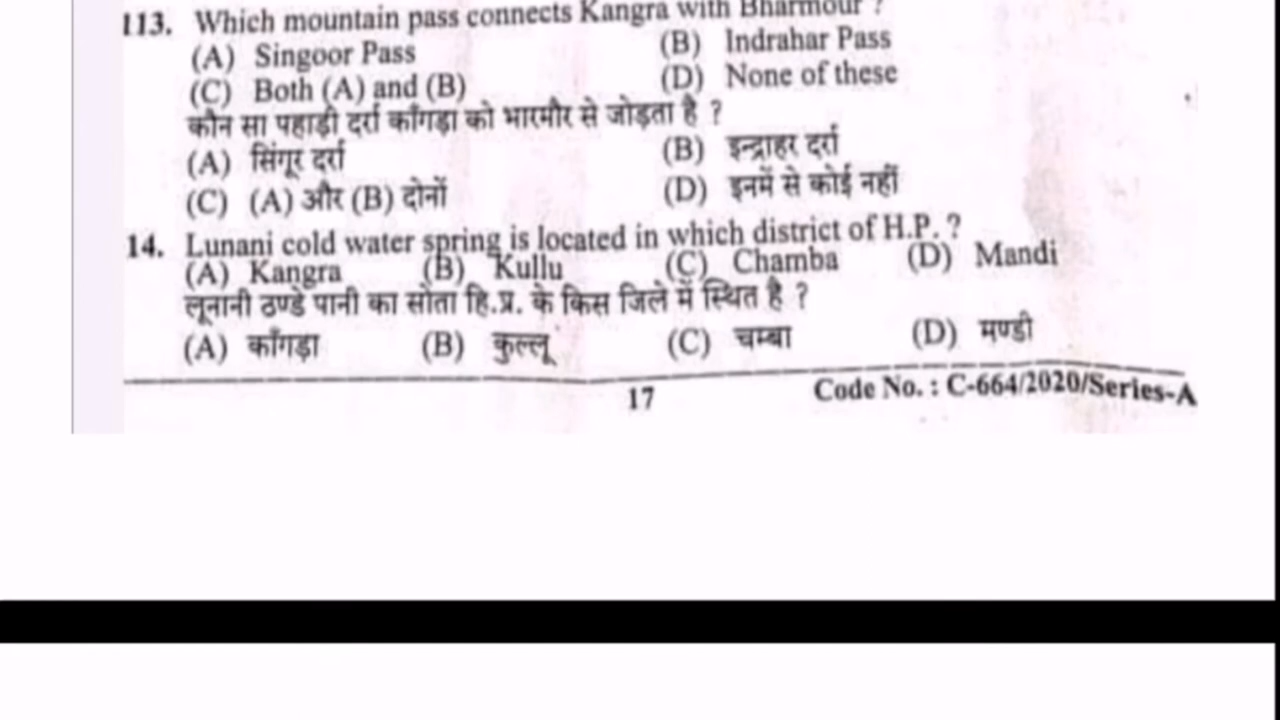 113. Which mountain pass connects Kangra with Bharmour ?
(A) Singoor Pass (B) Indrahar Pass
(C) Both (A) and (B) (D) None of these
कौन सा पहाड़ी दर्रा काँगड़ा को भारमौर से जोड़ता है ?
(A) सिंगूर दर्रा (B) इन्द्राहर दर्रा
(C) (A) और (B) दोनों (D) इनमें से कोई नहीं
14. Lunani cold water spring is located in which district of H.P. ?
(A) Kangra (B) Kullu (C) Chamba (D) Mandi
लूनानी ठण्डे पानी का सोता हि.प्र. के किस जिले में स्थित है ?
(A) काँगड़ा (B) कुल्लू (C) चम्बा (D) मण्डी
17 Code No. : C-664/2020/Series-A